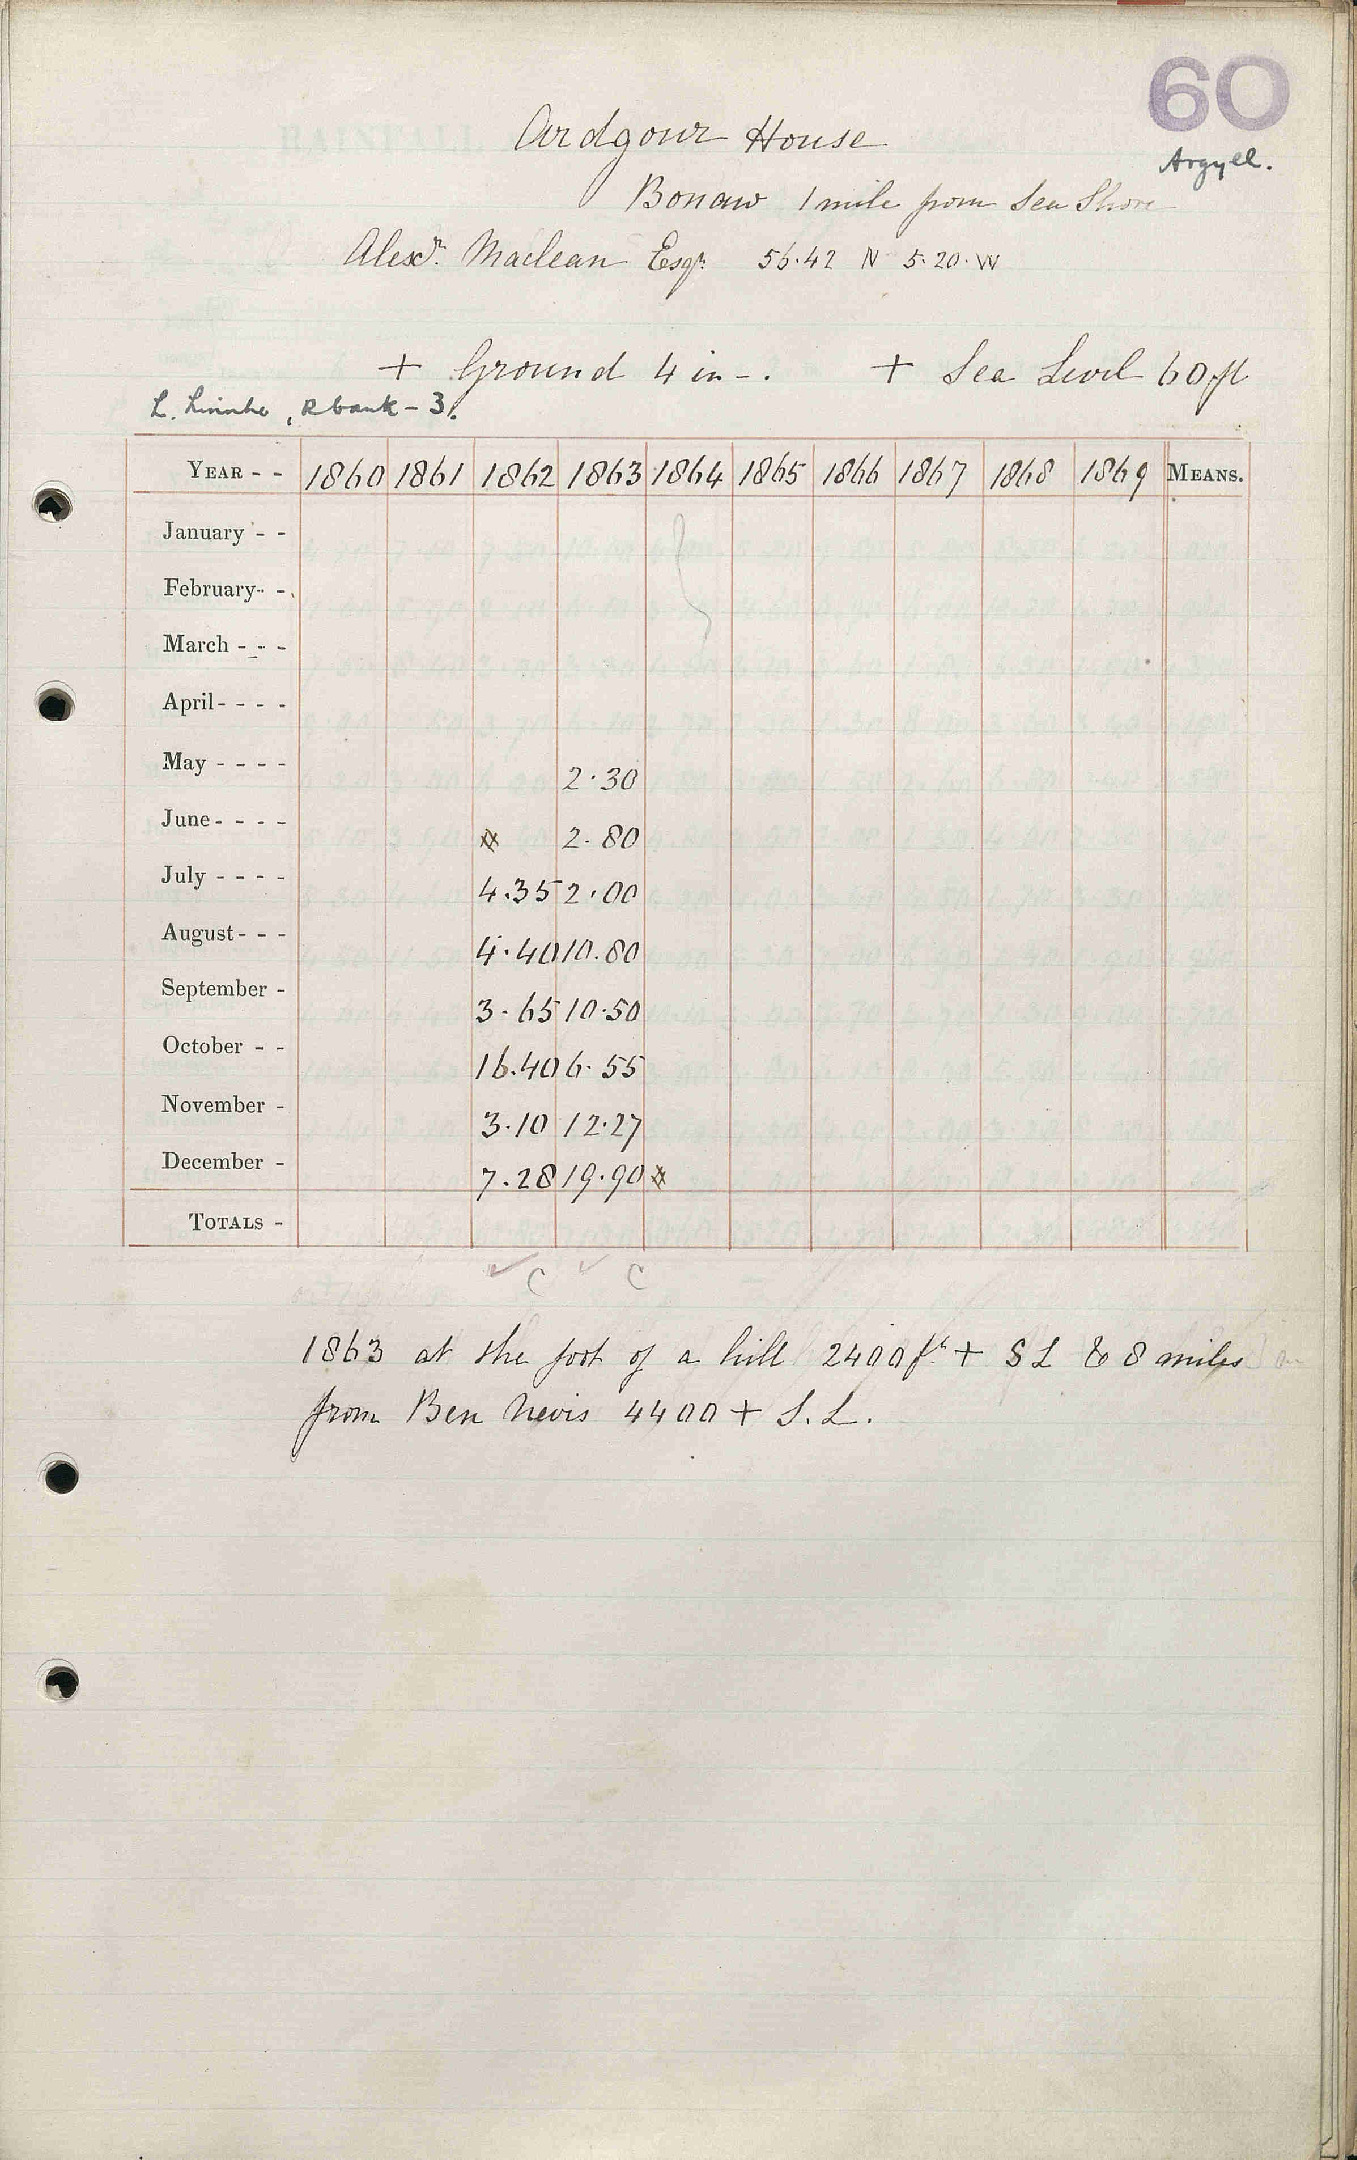 60
Argyll.
Ardgour House
Bonaw 1 mile from Sea Shore
Alexr. Maclean Esqr. 56.42 N 5.20.W
+ Ground 4 in -. + Sea Level 60 ft
L. Linnhe, R bank - 3.
YEAR - - 1860 1861 1862 1863 1864 1865 1866 1867 1868 1869 MEANS.
January - -
February - -
March - - -
April - - - -
May - - - - 2.30
June - - - - 2.80
July - - - - 4.35 2.00
August - - - 4.40 10.80
September - 3.65 10.50
October - - 16.40 6.55
November - 3.10 12.27
December - 7.28 19.90
TOTALS -
C C
1863 at the foot of a hill 2400 ft + S L & 8 miles
from Ben Nevis 4400 + S.L.